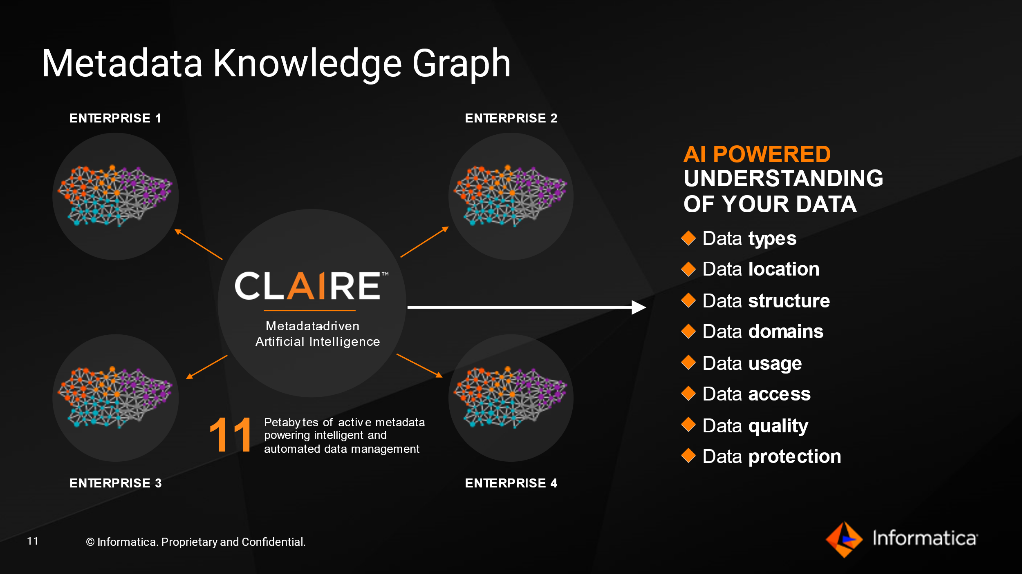 Metadata Knowledge Graph
ENTERPRISE 1
ENTERPRISE 2
CLAIRE™
Metadata-driven
Artificial Intelligence
11
Petabytes of active metadata
powering intelligent and
automated data management
ENTERPRISE 3
ENTERPRISE 4
AI POWERED
UNDERSTANDING
OF YOUR DATA
Data types
Data location
Data structure
Data domains
Data usage
Data access
Data quality
Data protection
11
© Informatica. Proprietary and Confidential.
Informatica